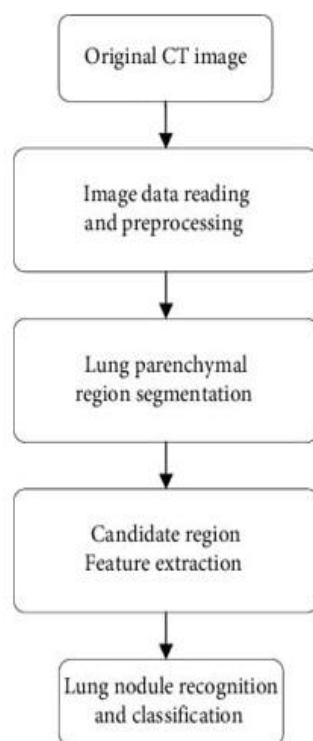 Original CT image
Image data reading
and preprocessing
Lung parenchymal
region segmentation
Candidate region
Feature extraction
Lung nodule recognition
and classification